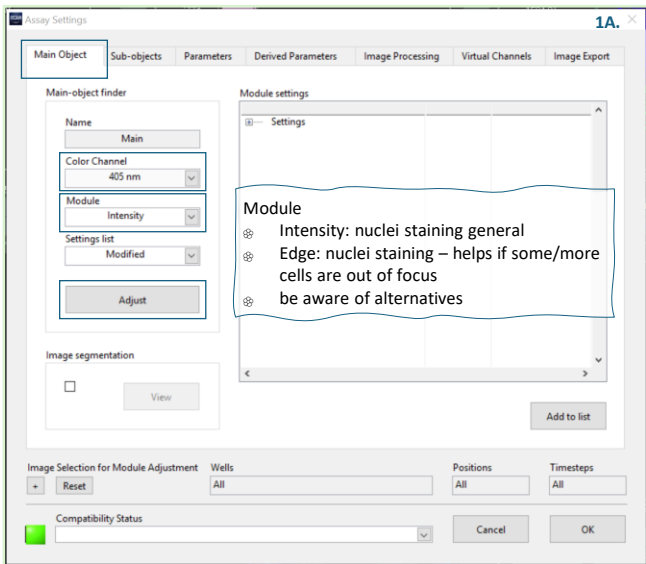 Assay Settings
1A.
Main Object
Sub-objects
Parameters
Derived Parameters
Image Processing
Virtual Channels
Image Export
Main-object finder
Name
Main
Color Channel
405 nm
Module
Intensity
Settings list
Modified
Adjust
Image segmentation
View
Module settings
Settings
Module
Intensity: nuclei staining general
Edge: nuclei staining – helps if some/more
cells are out of focus
be aware of alternatives
Add to list
Image Selection for Module Adjustment
+
Reset
Wells
All
Positions
All
Timesteps
All
Compatibility Status
Cancel
OK